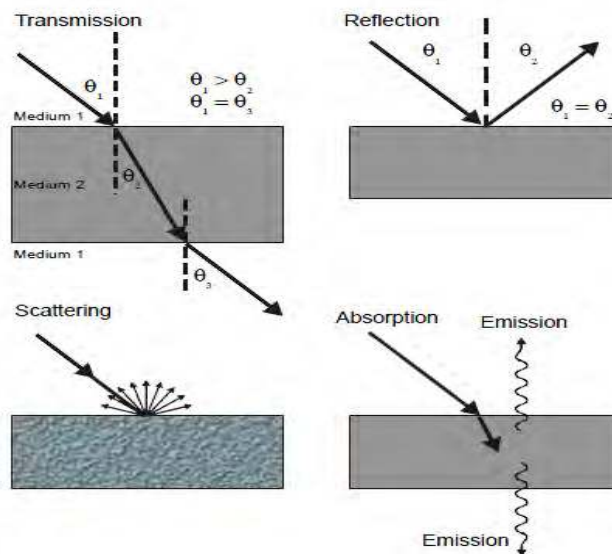 Transmission
θ1
θ1 > θ2
θ1 = θ3
Medium 1
Medium 2
θ2
Medium 1
θ3
Reflection
θ1
θ2
θ1 = θ2
Scattering
Absorption
Emission
Emission